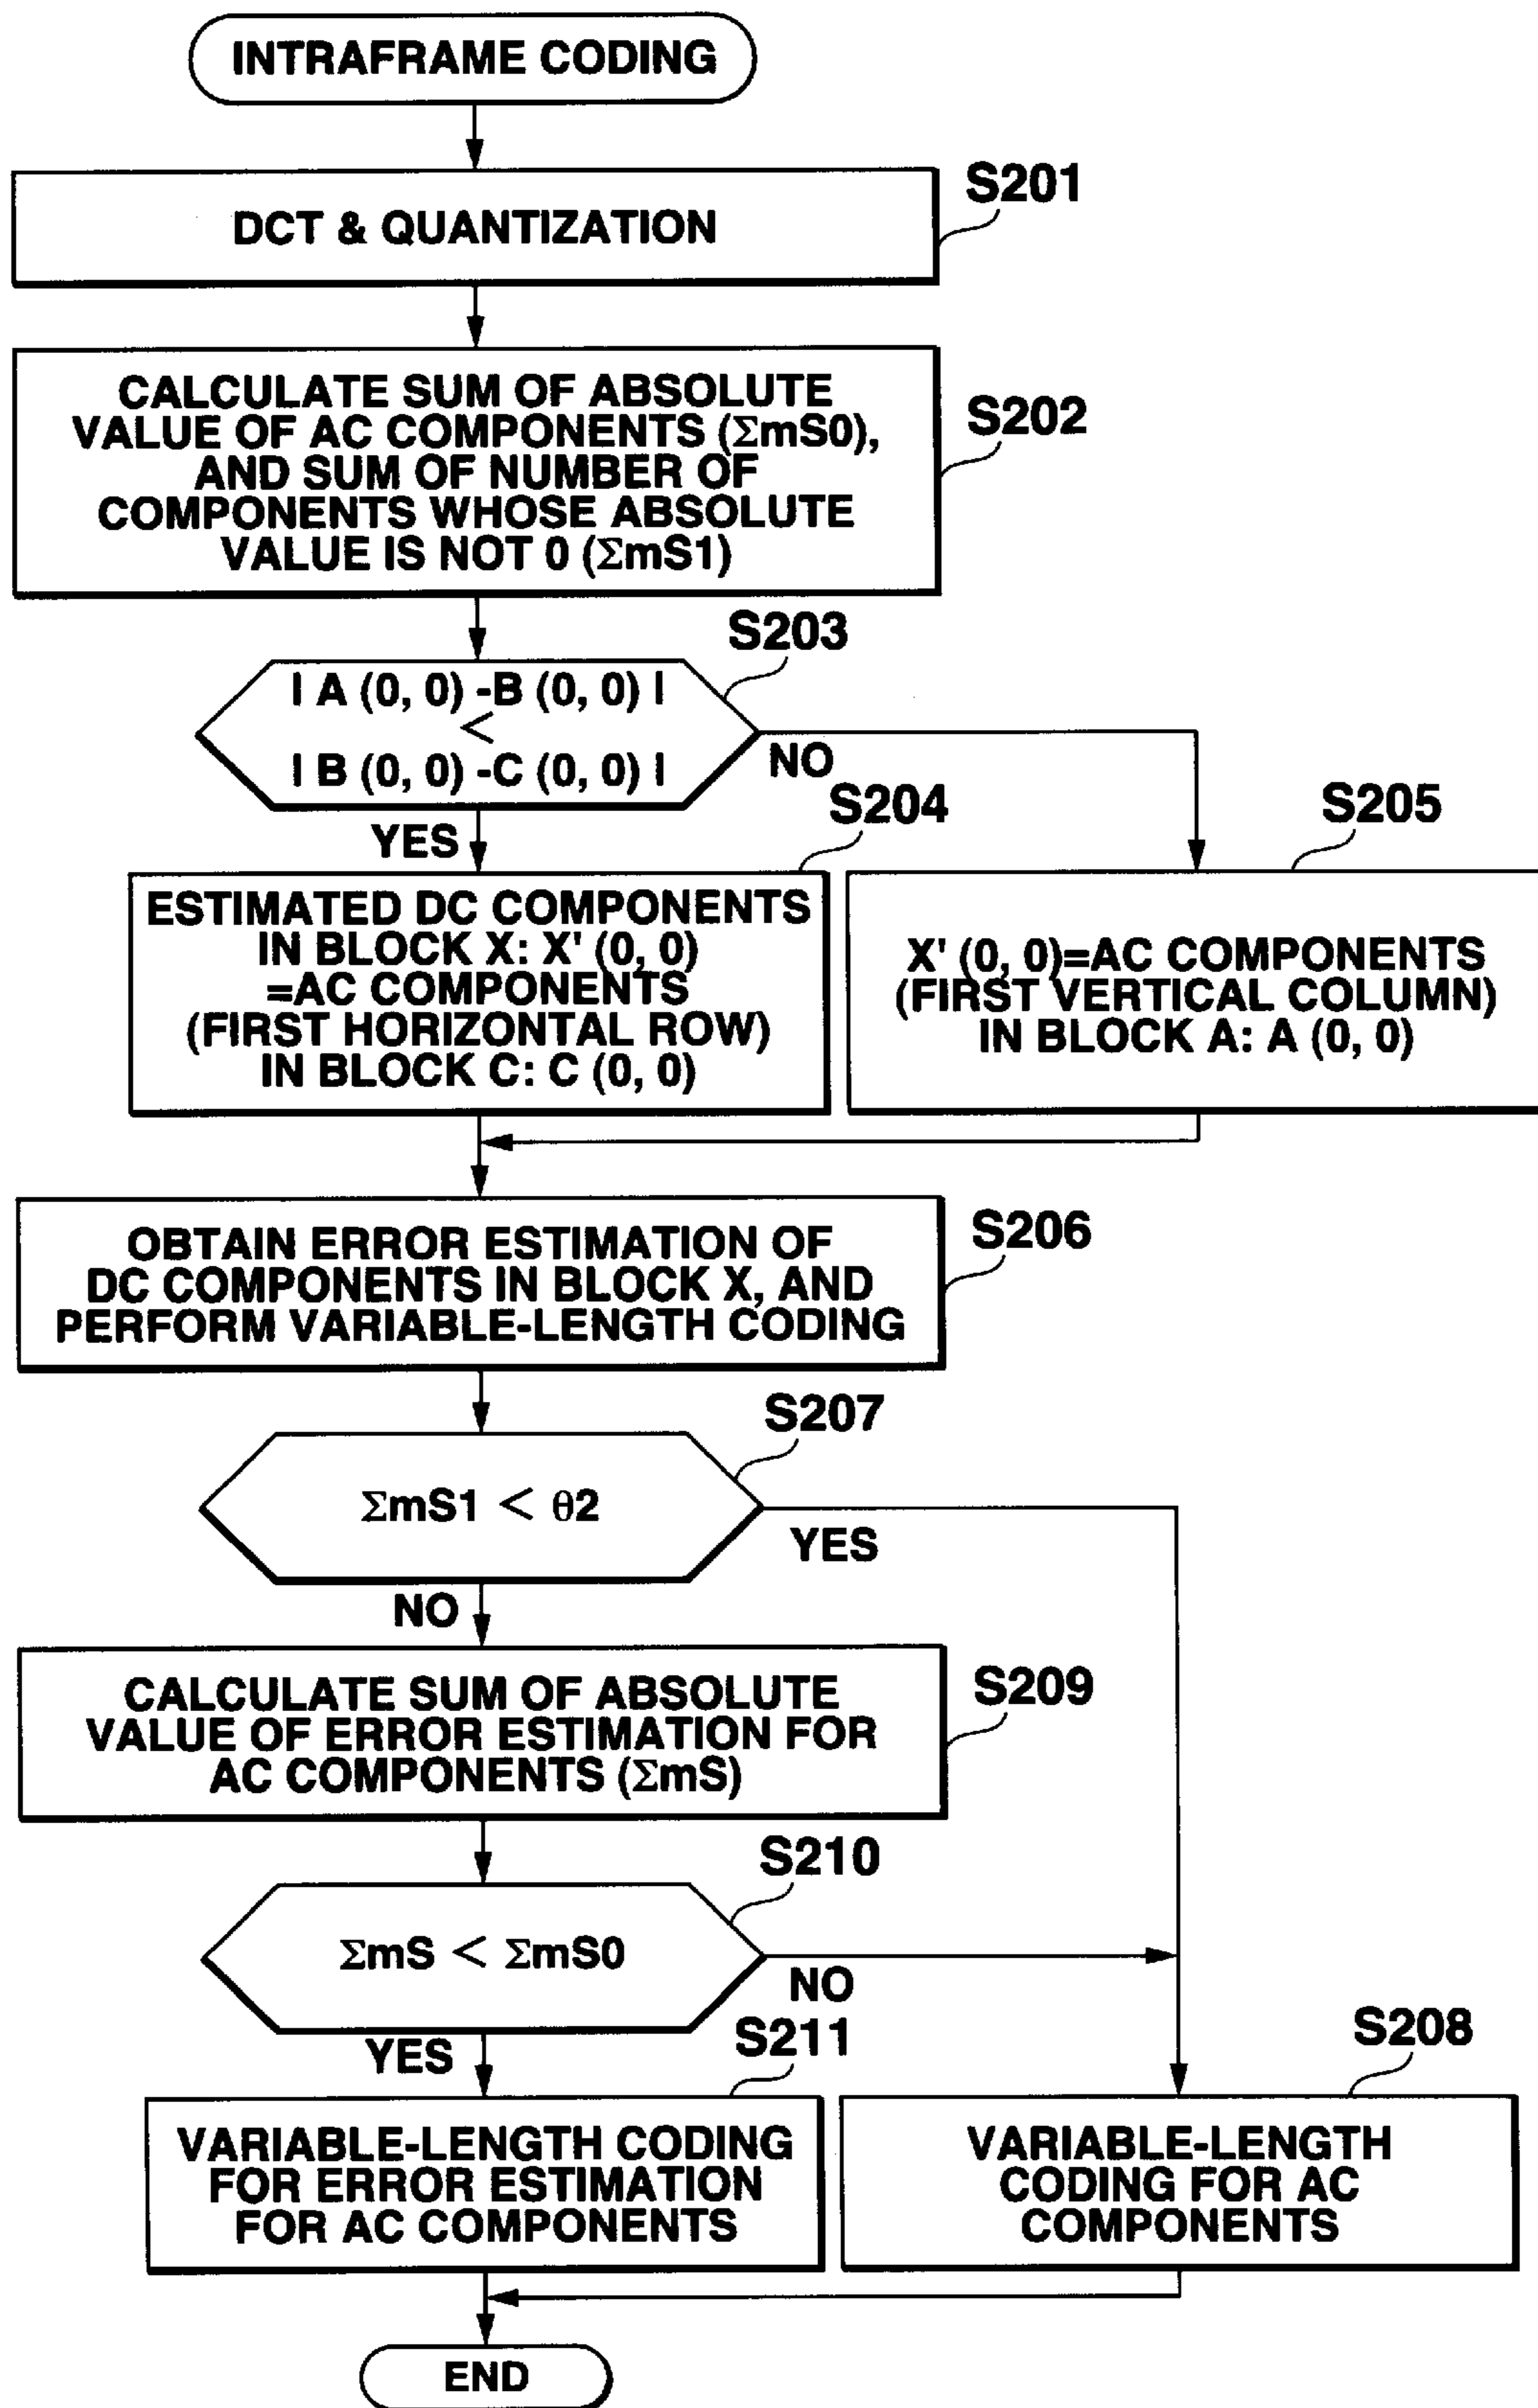 INTRAFRAME CODING
S201
DCT & QUANTIZATION
CALCULATE SUM OF ABSOLUTE
VALUE OF AC COMPONENTS (ΣmS0),
AND SUM OF NUMBER OF
COMPONENTS WHOSE ABSOLUTE
VALUE IS NOT 0 (ΣmS1)
S202
S203
| A (0, 0) -B (0, 0) |
<
| B (0, 0) -C (0, 0) |
NO
YES
S204
S205
ESTIMATED DC COMPONENTS
IN BLOCK X: X' (0, 0)
=AC COMPONENTS
(FIRST HORIZONTAL ROW)
IN BLOCK C: C (0, 0)
X' (0, 0)=AC COMPONENTS
(FIRST VERTICAL COLUMN)
IN BLOCK A: A (0, 0)
OBTAIN ERROR ESTIMATION OF
DC COMPONENTS IN BLOCK X, AND
PERFORM VARIABLE-LENGTH CODING
S206
S207
ΣmS1 < θ2
YES
NO
CALCULATE SUM OF ABSOLUTE
VALUE OF ERROR ESTIMATION FOR
AC COMPONENTS (ΣmS)
S209
S210
ΣmS < ΣmS0
NO
YES
S211
S208
VARIABLE-LENGTH CODING
FOR ERROR ESTIMATION
FOR AC COMPONENTS
VARIABLE-LENGTH
CODING FOR AC
COMPONENTS
END